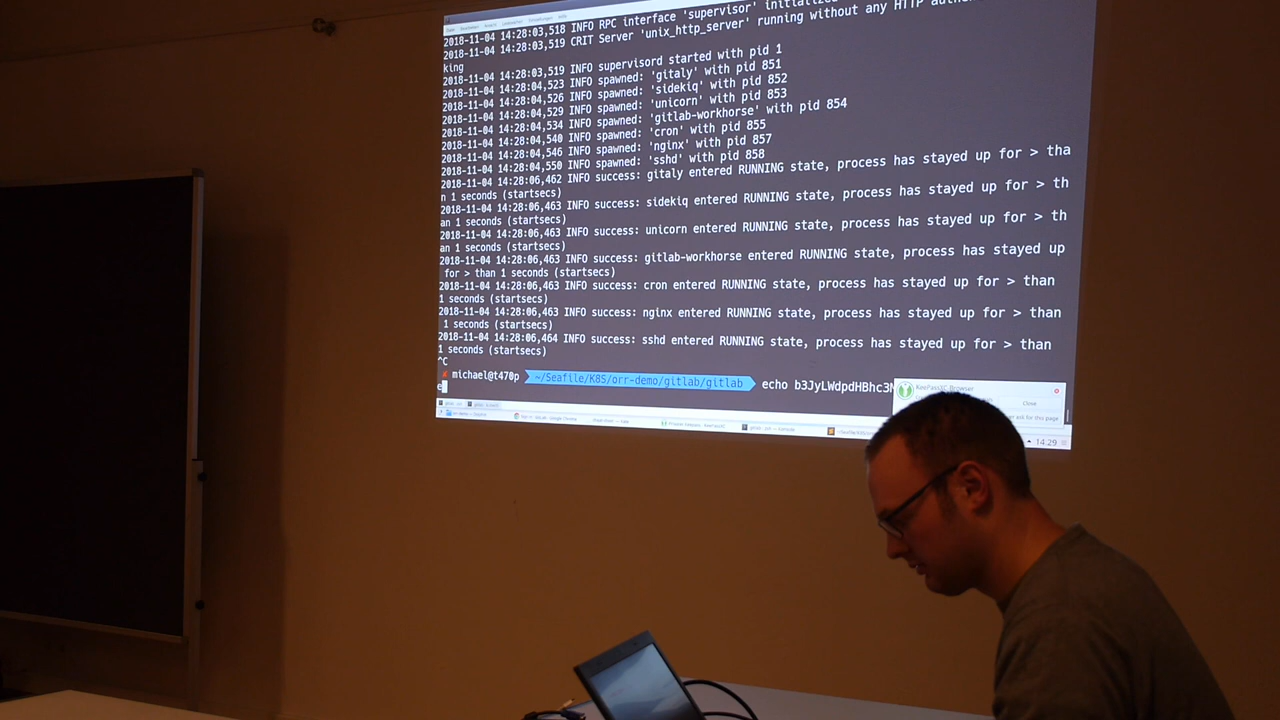 2018-11-04 14:28:03,518 INFO RPC interface 'supervisor' initialized
2018-11-04 14:28:03,519 CRIT Server 'unix_http_server' running without any HTTP
king
2018-11-04 14:28:03,519 INFO supervisord started with pid 1
2018-11-04 14:28:04,523 INFO spawned: 'gitaly' with pid 851
2018-11-04 14:28:04,526 INFO spawned: 'sidekiq' with pid 852
2018-11-04 14:28:04,529 INFO spawned: 'unicorn' with pid 853
2018-11-04 14:28:04,534 INFO spawned: 'gitlab-workhorse' with pid 854
2018-11-04 14:28:04,540 INFO spawned: 'cron' with pid 855
2018-11-04 14:28:04,546 INFO spawned: 'nginx' with pid 857
2018-11-04 14:28:04,550 INFO spawned: 'sshd' with pid 858
2018-11-04 14:28:06,462 INFO success: gitaly entered RUNNING state, process has stayed up for > tha
n 1 seconds (startsecs)
2018-11-04 14:28:06,463 INFO success: sidekiq entered RUNNING state, process has stayed up for > th
an 1 seconds (startsecs)
2018-11-04 14:28:06,463 INFO success: unicorn entered RUNNING state, process has stayed up for > th
an 1 seconds (startsecs)
2018-11-04 14:28:06,463 INFO success: gitlab-workhorse entered RUNNING state, process has stayed up
for > than 1 seconds (startsecs)
2018-11-04 14:28:06,463 INFO success: cron entered RUNNING state, process has stayed up for > than
1 seconds (startsecs)
2018-11-04 14:28:06,463 INFO success: nginx entered RUNNING state, process has stayed up for > than
1 seconds (startsecs)
2018-11-04 14:28:06,464 INFO success: sshd entered RUNNING state, process has stayed up for > than
1 seconds (startsecs)
^C
michael@t470p ~/Seafile/K8S/orr-demo/gitlab/gitlab echo b3JyLWdpdHBhc3N
e
KeePassXC-Browser
Close
er ask for this page
14:29